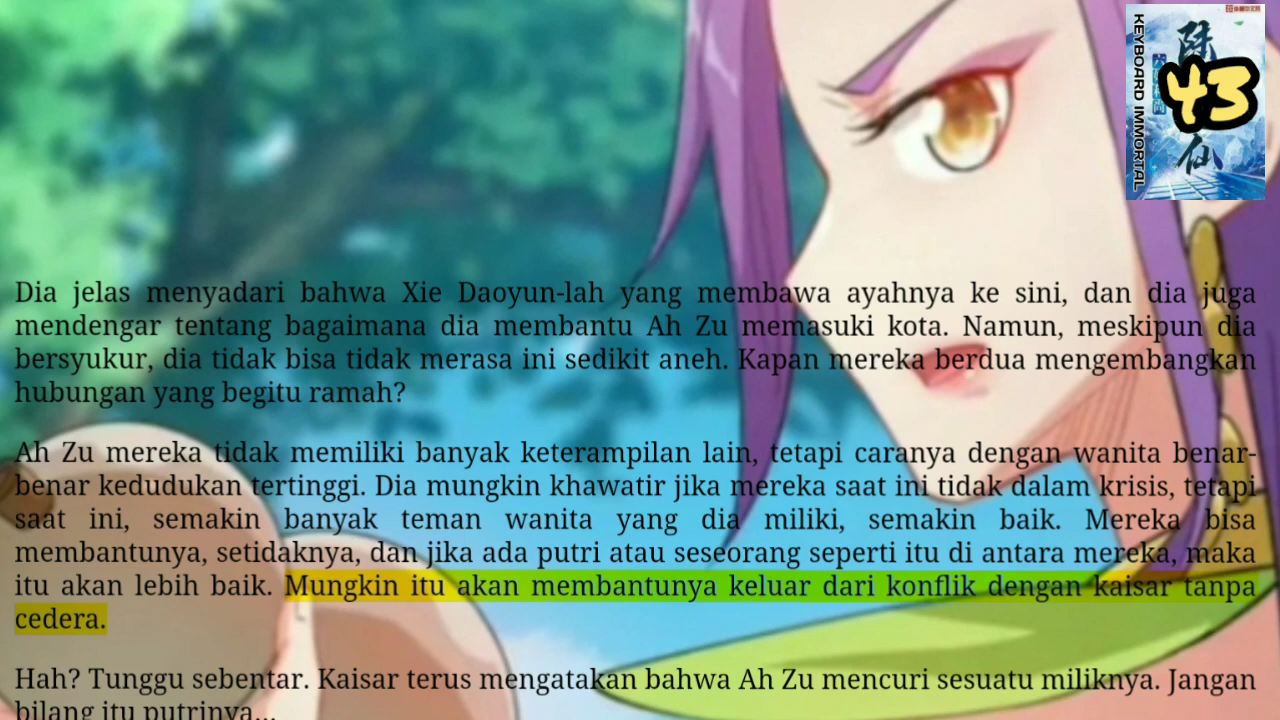 KEYBOARD IMMORTAL
陸
43
仙
Dia jelas menyadari bahwa Xie Daoyun-lah yang membawa ayahnya ke sini, dan dia juga
mendengar tentang bagaimana dia membantu Ah Zu memasuki kota. Namun, meskipun dia
bersyukur, dia tidak bisa tidak merasa ini sedikit aneh. Kapan mereka berdua mengembangkan
hubungan yang begitu ramah?
Ah Zu mereka tidak memiliki banyak keterampilan lain, tetapi caranya dengan wanita benar-
benar kedudukan tertinggi. Dia mungkin khawatir jika mereka saat ini tidak dalam krisis, tetapi
saat ini, semakin banyak teman wanita yang dia miliki, semakin baik. Mereka bisa
membantunya, setidaknya, dan jika ada putri atau seseorang seperti itu di antara mereka, maka
itu akan lebih baik. Mungkin itu akan membantunya keluar dari konflik dengan kaisar tanpa
cedera.
Hah? Tunggu sebentar. Kaisar terus mengatakan bahwa Ah Zu mencuri sesuatu miliknya. Jangan
bilang itu putrinya...